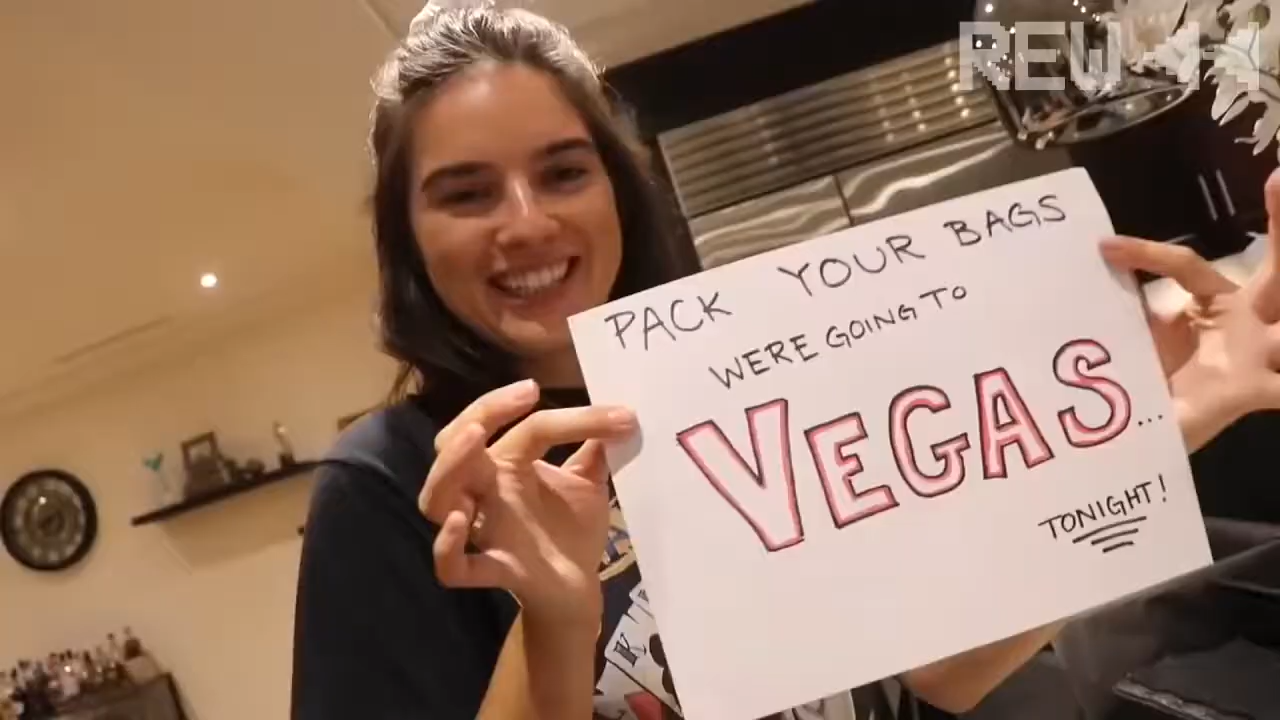 REW
PACK YOUR BAGS
WERE GOING TO
VEGAS...
TONIGHT!
K